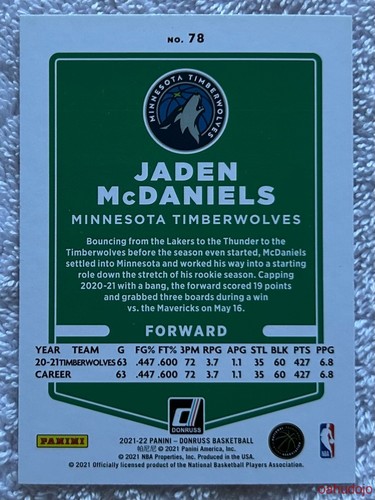 NO. 78
MINNESOTA TIMBERWOLVES
JADEN
McDANIELS
MINNESOTA TIMBERWOLVES
Bouncing from the Lakers to the Thunder to the
Timberwolves before the season even started, McDaniels
settled into Minnesota and worked his way into a starting
role down the stretch of his rookie season. Capping
2020-21 with a bang, the forward scored 19 points
and grabbed three boards during a win
vs. the Mavericks on May 16.
FORWARD
YEAR TEAM G FG% FT% 3PM RPG APG STL BLK PTS PPG
20-21 TIMBERWOLVES 63 .447 .600 72 3.7 1.1 35 60 427 6.8
CAREER 63 .447 .600 72 3.7 1.1 35 60 427 6.8
DONRUSS
PANINI
2021-22 PANINI – DONRUSS BASKETBALL
帕尼尼 © 2021 Panini America, Inc.
© 2021 NBA Properties, Inc. Produced in the USA.
© 2021 Officially licensed product of the National Basketball Players Association.
NBA